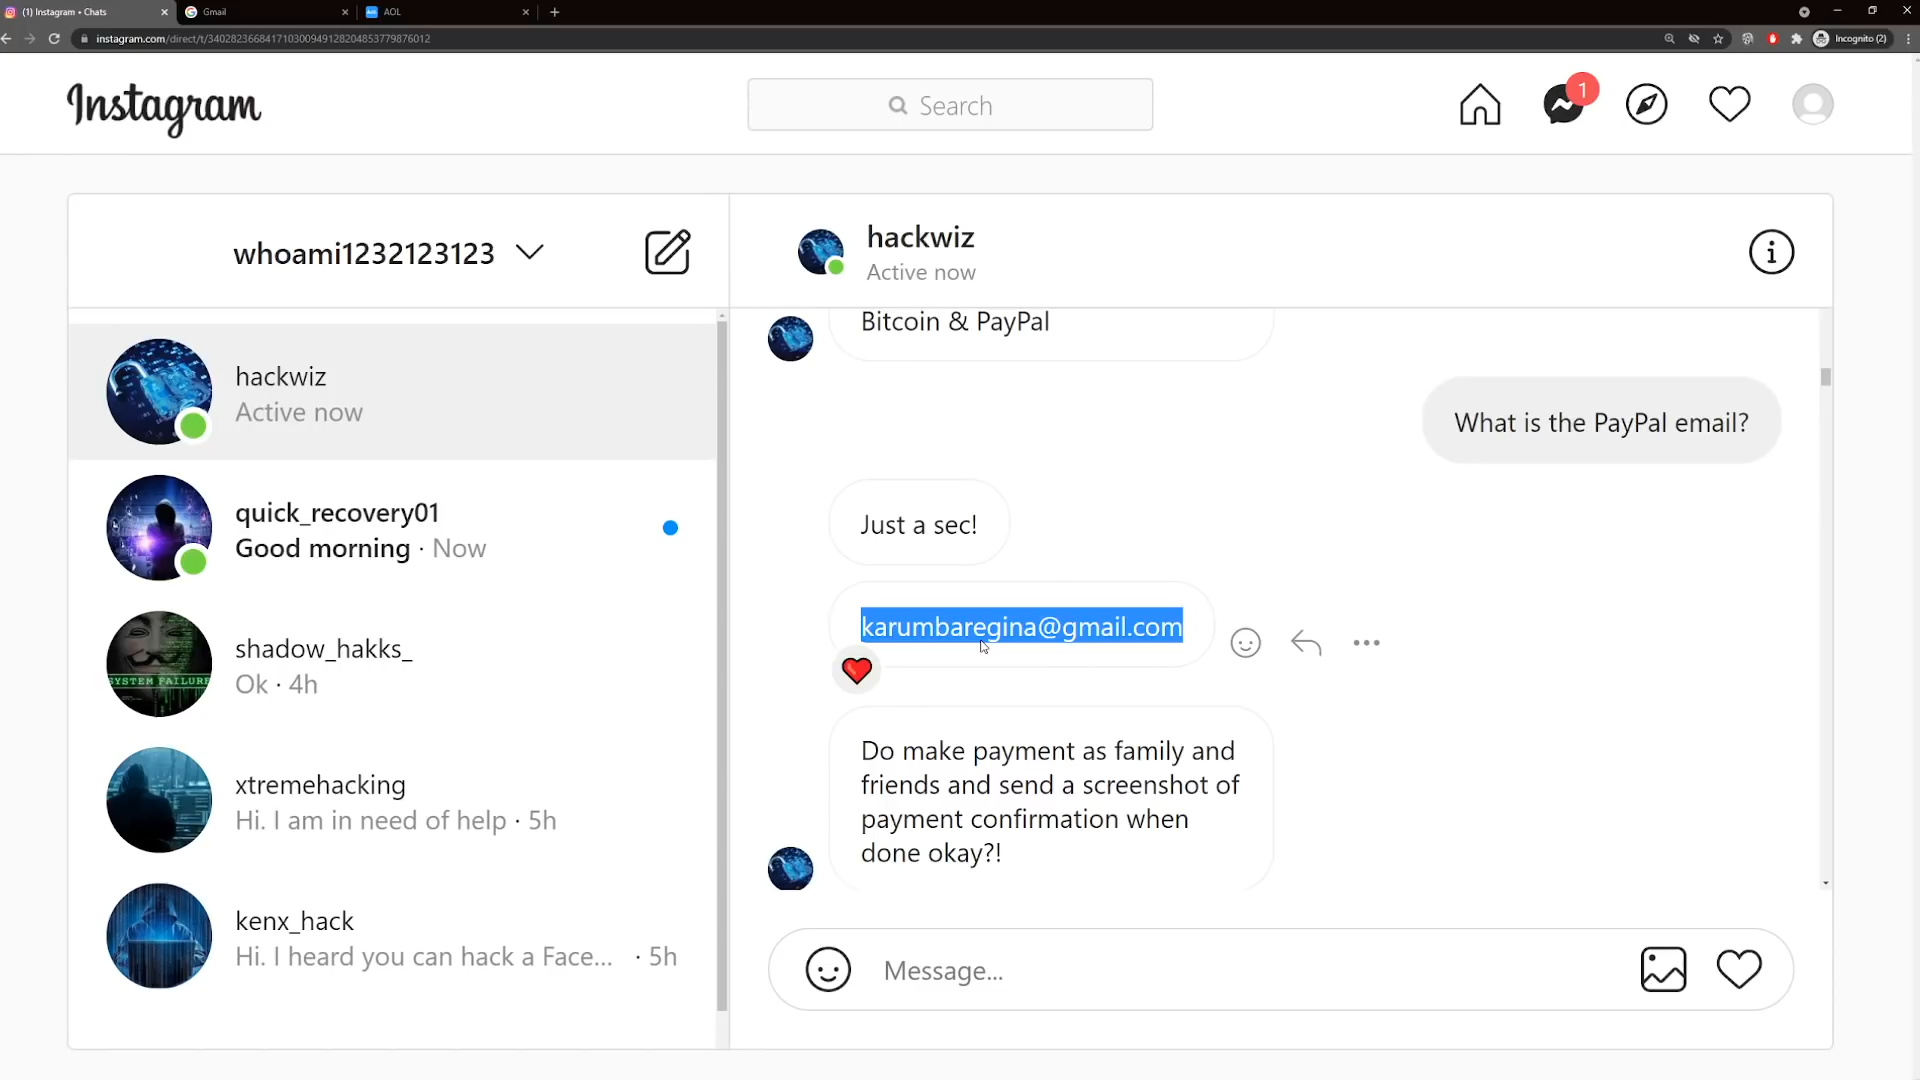 (1) Instagram • Chats
Gmail
AOL
instagram.com/direct/t/340282366841710300949128204853779876012
Incognito (2)
Instagram
Search
1
whoami1232123123
hackwiz
Active now
quick_recovery01
Good morning · Now
shadow_hakks_
Ok · 4h
SYSTEM FAILURE
xtremehacking
Hi. I am in need of help · 5h
kenx_hack
Hi. I heard you can hack a Face... · 5h
hackwiz
Active now
Bitcoin & PayPal
What is the PayPal email?
Just a sec!
karumbaregina@gmail.com
Do make payment as family and
friends and send a screenshot of
payment confirmation when
done okay?!
Message...